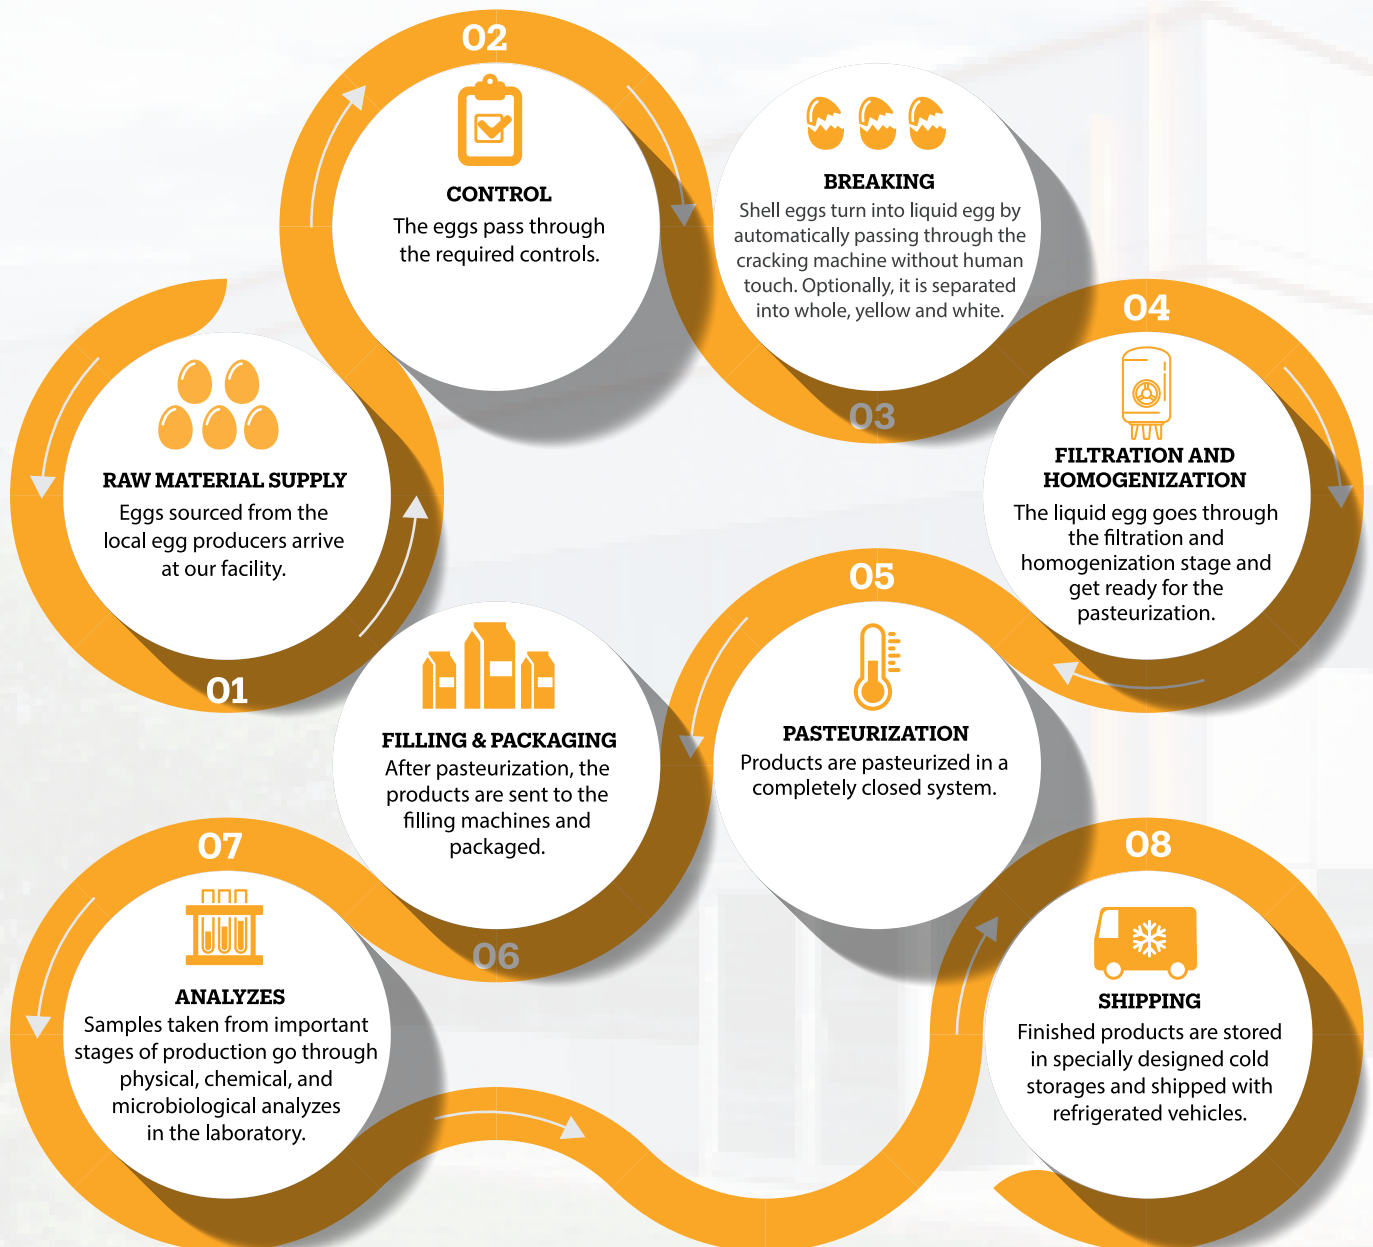 01
RAW MATERIAL SUPPLY
Eggs sourced from the
local egg producers arrive
at our facility.
02
CONTROL
The eggs pass through
the required controls.
03
BREAKING
Shell eggs turn into liquid egg by
automatically passing through the
cracking machine without human
touch. Optionally, it is separated
into whole, yellow and white.
04
FILTRATION AND
HOMOGENIZATION
The liquid egg goes through
the filtration and
homogenization stage and
get ready for the
pasteurization.
05
PASTEURIZATION
Products are pasteurized in a
completely closed system.
06
FILLING & PACKAGING
After pasteurization, the
products are sent to the
filling machines and
packaged.
07
ANALYZES
Samples taken from important
stages of production go through
physical, chemical, and
microbiological analyzes
in the laboratory.
08
SHIPPING
Finished products are stored
in specially designed cold
storages and shipped with
refrigerated vehicles.